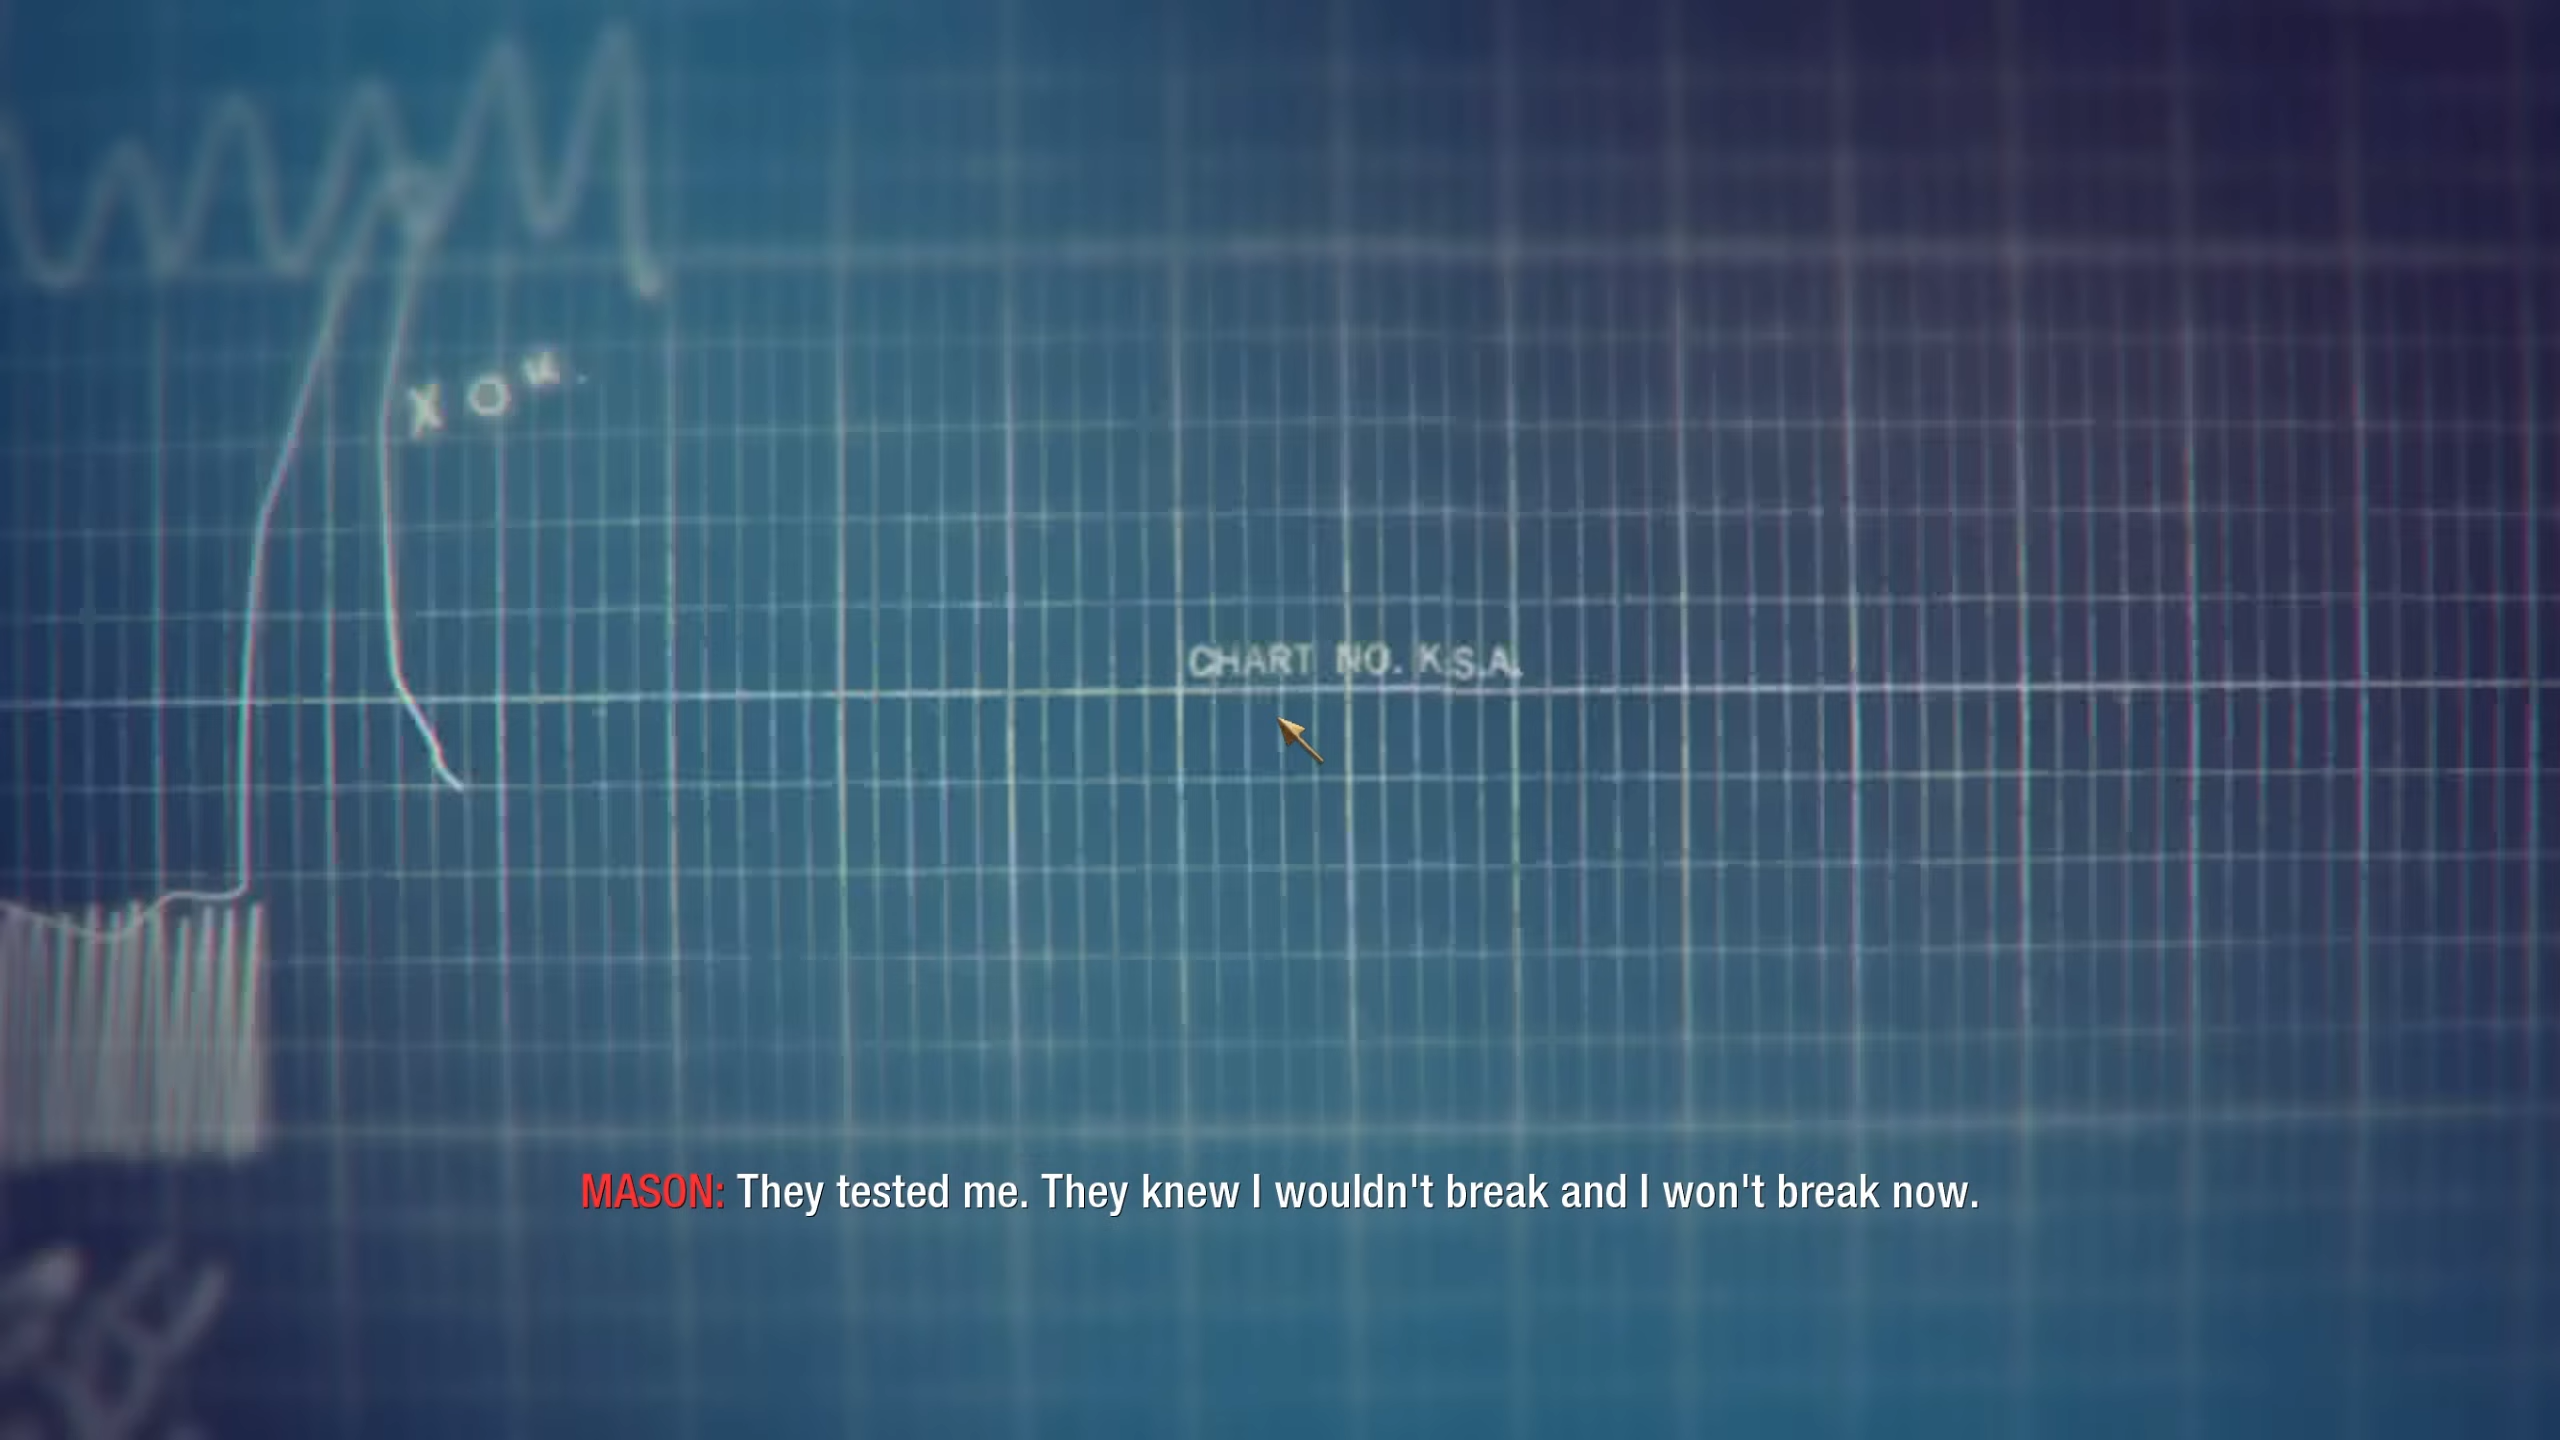 X O
CHART NO. K.S.A.
MASON: They tested me. They knew I wouldn't break and I won't break now.